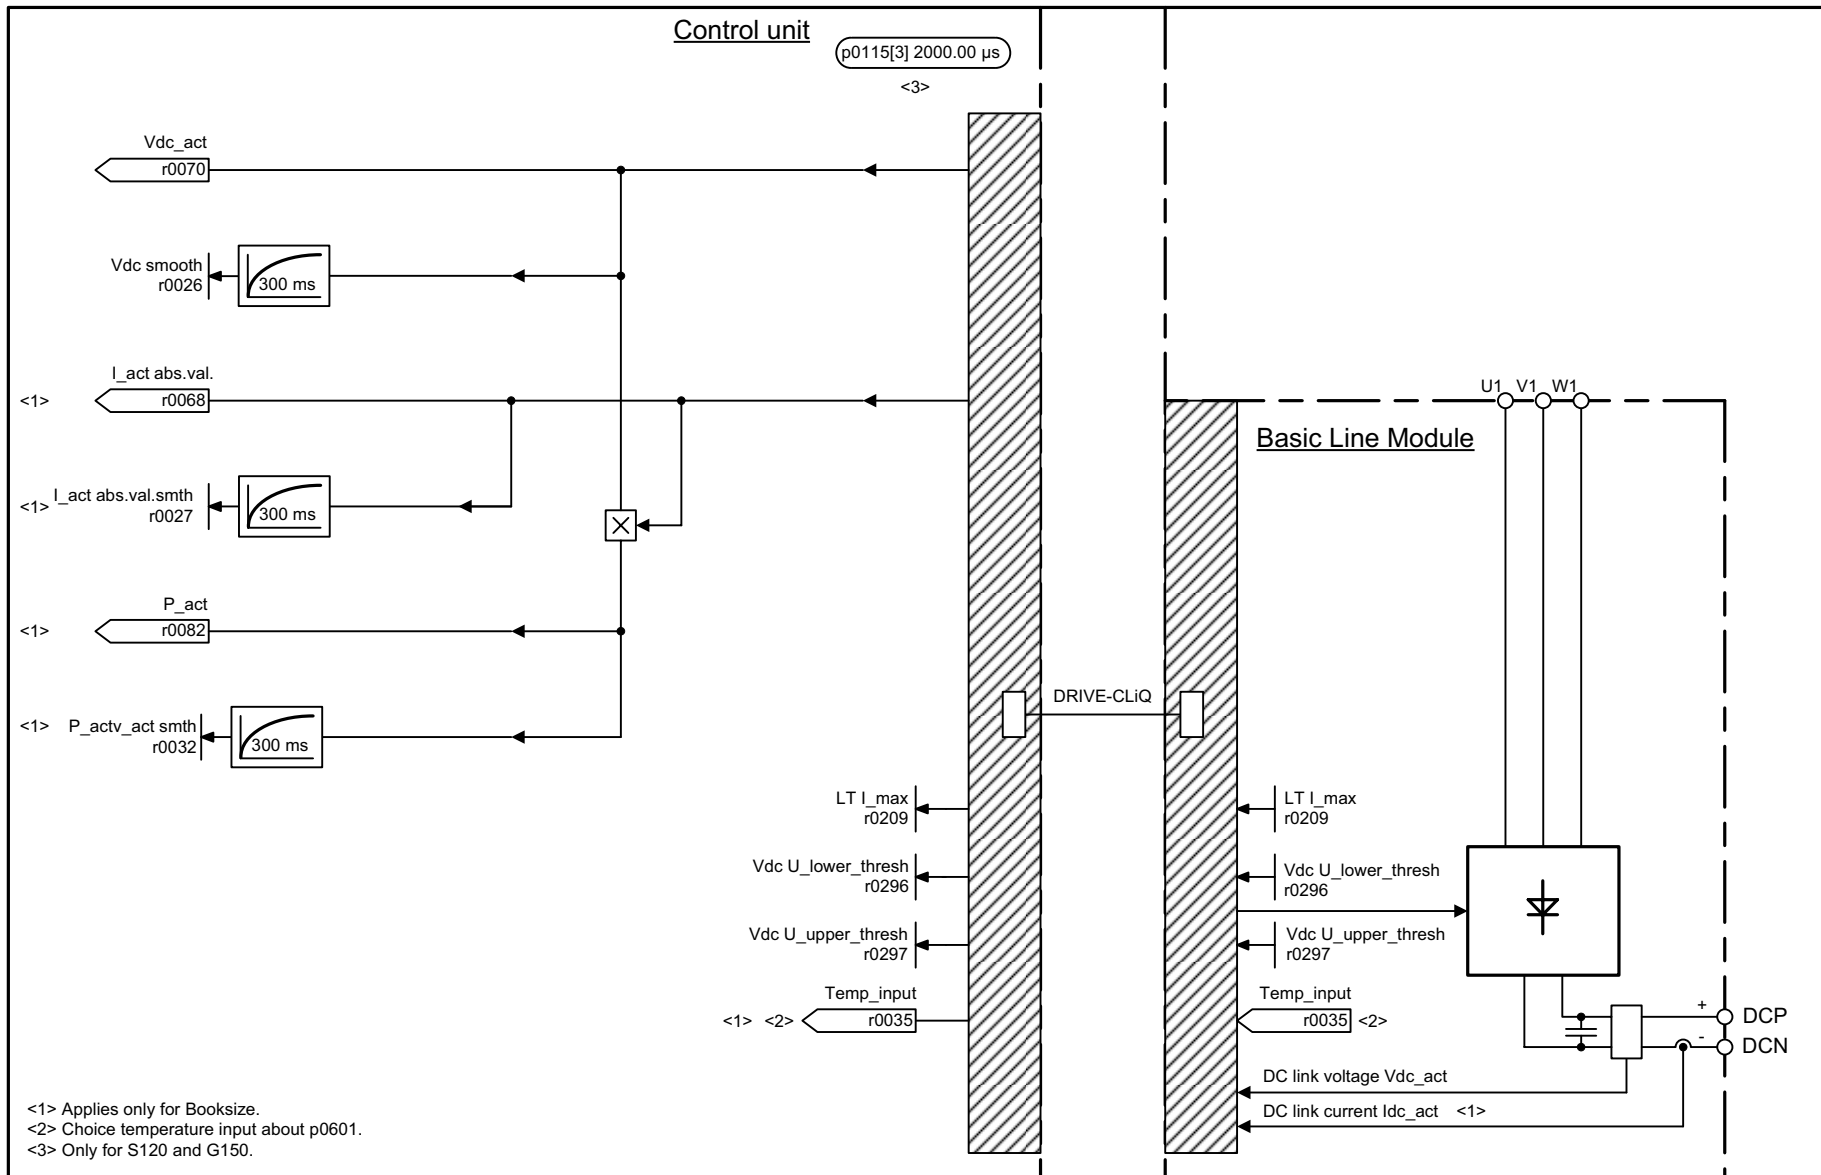 Control unit
p0115[3] 2000.00 µs
<3>
Vdc_act
r0070
Vdc smooth
r0026
300 ms
I_act abs.val.
<1>
r0068
I_act abs.val.smth
<1>
r0027
300 ms
P_act
<1>
r0082
<1>
P_actv_act smth
r0032
300 ms
U1
V1
W1
Basic Line Module
DRIVE-CLiQ
LT I_max
r0209
LT I_max
r0209
Vdc U_lower_thresh
r0296
Vdc U_lower_thresh
r0296
Vdc U_upper_thresh
r0297
Vdc U_upper_thresh
r0297
Temp_input
<1> <2>
r0035
Temp_input
r0035
<2>
+
DCP
-
DCN
DC link voltage Vdc_act
DC link current Idc_act <1>
<1> Applies only for Booksize.
<2> Choice temperature input about p0601.
<3> Only for S120 and G150.